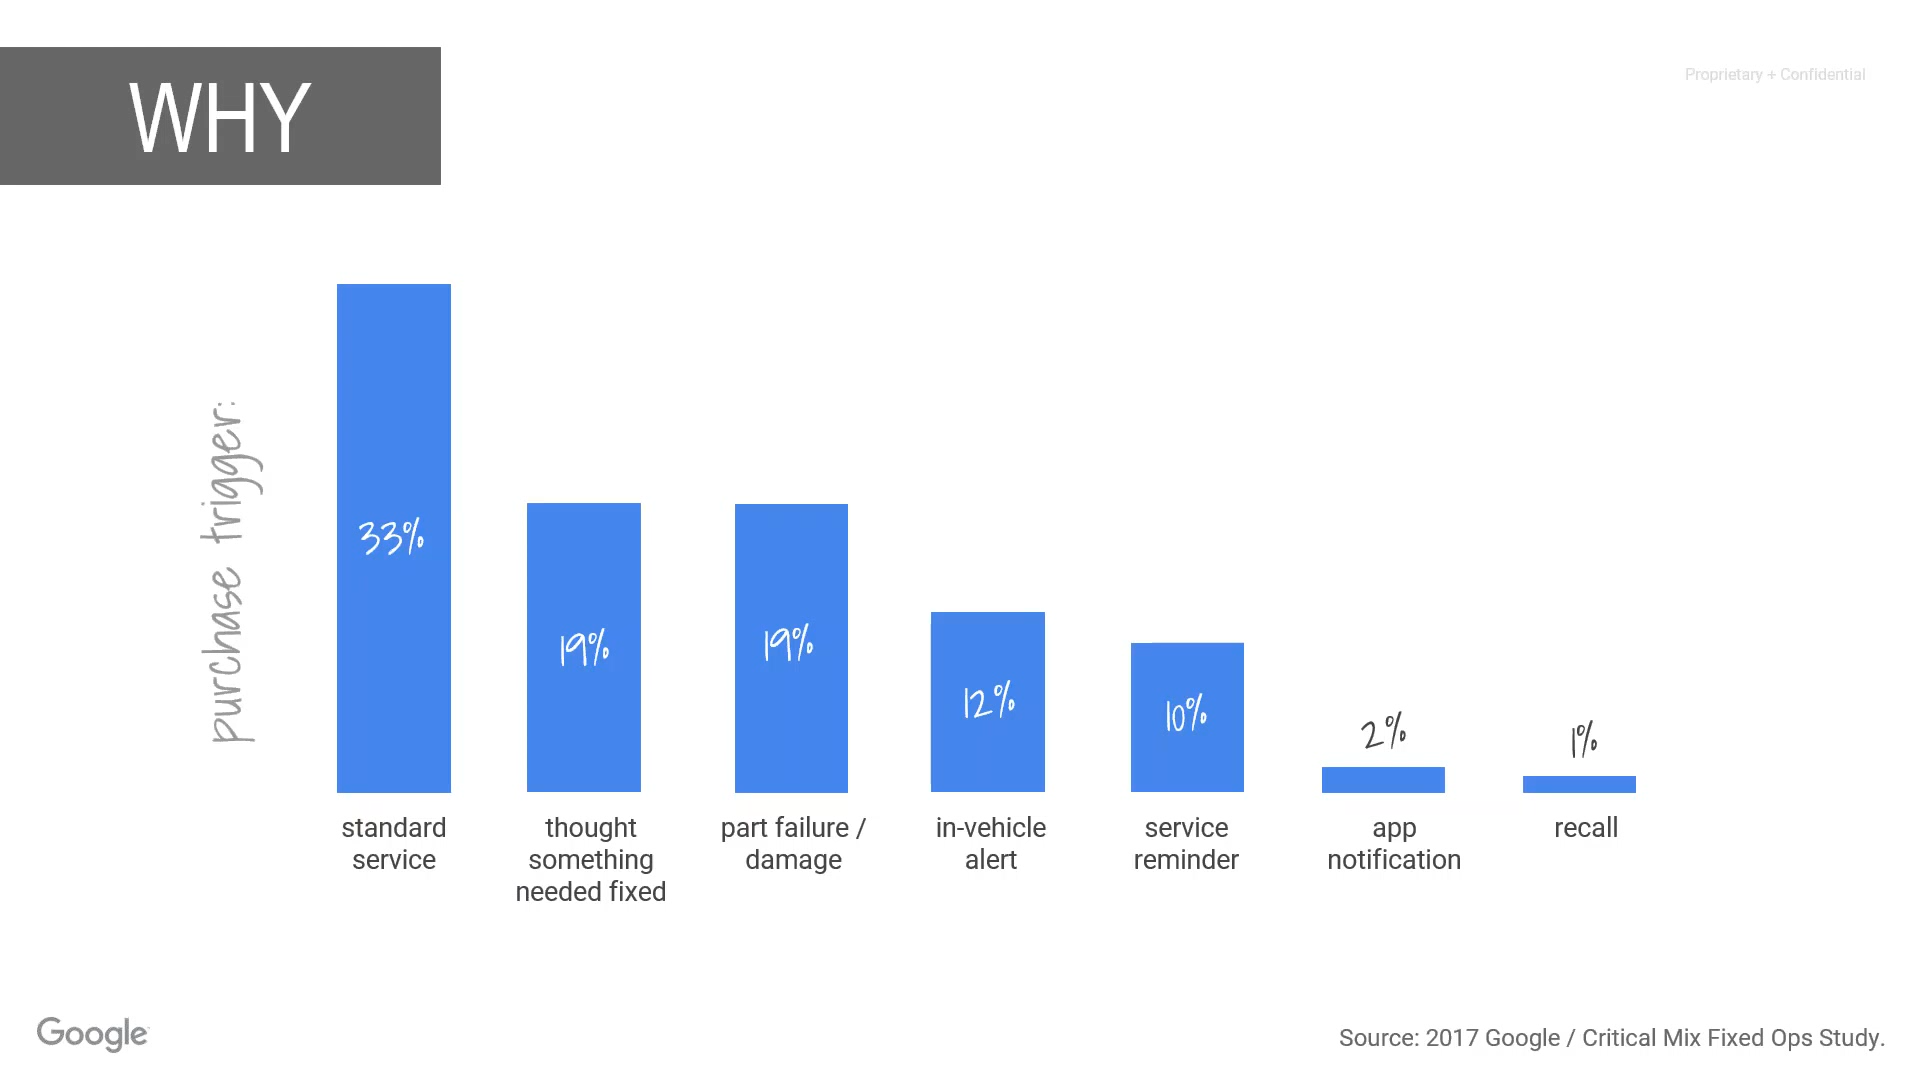 WHY
Proprietary + Confidential
purchase trigger:
33%
19%
19%
12%
10%
2%
1%
standard
service
thought
something
needed fixed
part failure /
damage
in-vehicle
alert
service
reminder
app
notification
recall
Google
Source: 2017 Google / Critical Mix Fixed Ops Study.